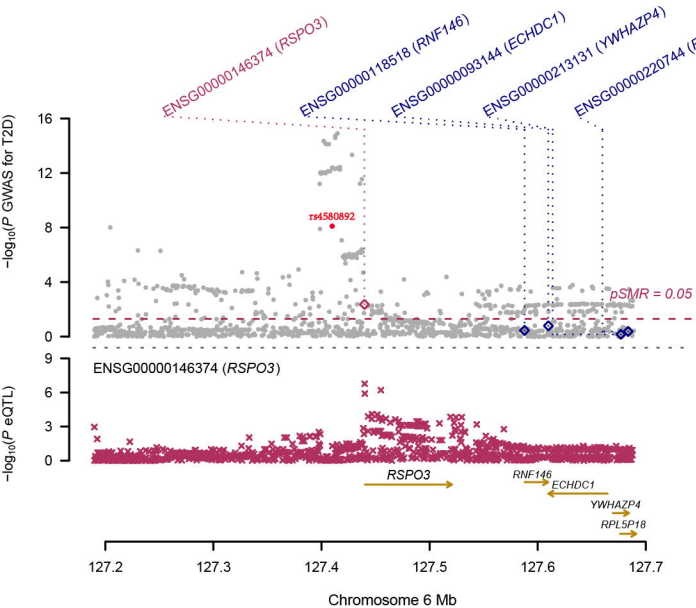 ENSG00000146374 (RSPO3)
ENSG00000118518 (RNF146)
ENSG00000093144 (ECHDC1)
ENSG00000213131 (YWHAZP4)
ENSG00000220744 (
−log10(P GWAS for T2D)
16
12
8
4
0
rs4580892
pSMR = 0.05
−log10(P eQTL)
9
6
3
0
ENSG00000146374 (RSPO3)
RSPO3
RNF146
ECHDC1
YWHAZP4
RPL5P18
127.2 127.3 127.4 127.5 127.6 127.7
Chromosome 6 Mb